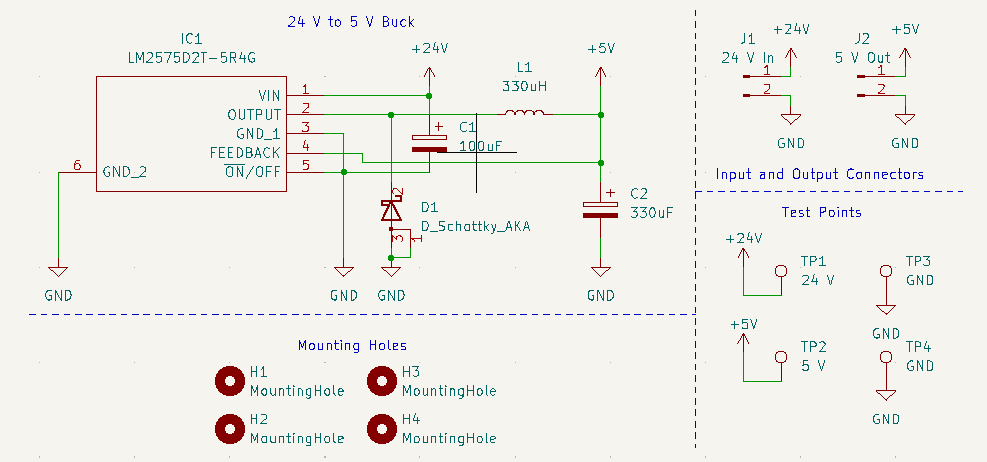 24 V to 5 V Buck
IC1
LM2575D2T-5R4G
VIN 1
OUTPUT 2
GND_1 3
FEEDBACK 4
ON/OFF 5
6 GND_2
+24V
+5V
L1
330uH
C1
100uF
+
2
D1
D_Schottky_AKA
3
1
+
C2
330uF
GND
GND
GND
GND
J1
24 V In
+24V
1
2
GND
J2
5 V Out
+5V
1
2
GND
Input and Output Connectors
Test Points
+24V
TP1
24 V
TP3
GND
GND
+5V
TP2
5 V
TP4
GND
GND
Mounting Holes
H1
MountingHole
H3
MountingHole
H2
MountingHole
H4
MountingHole